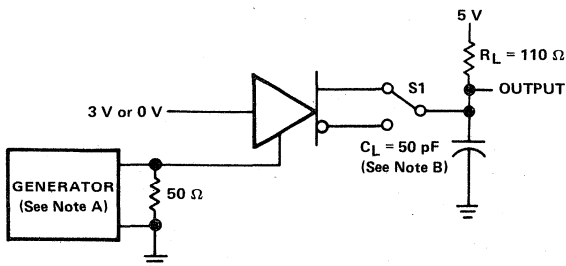 5 V
RL = 110 Ω
S1
OUTPUT
3 V or 0 V
CL = 50 pF
(See Note B)
GENERATOR
(See Note A)
50 Ω